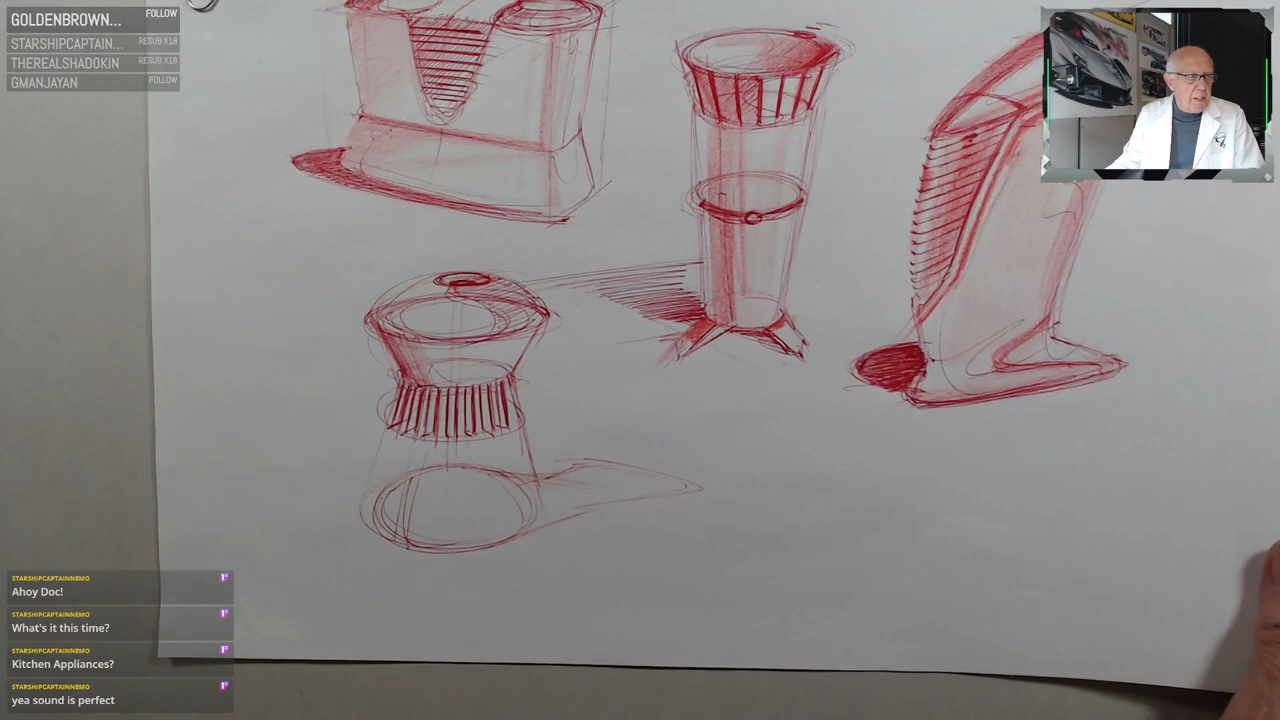 GOLDENBROWN... FOLLOW
STARSHIPCAPTAIN... RESUB X18
THEREALSHADOKIN RESUB X18
GMANJAYAN FOLLOW
STARSHIPCAPTAINNEMO
Ahoy Doc!
STARSHIPCAPTAINNEMO
What's it this time?
STARSHIPCAPTAINNEMO
Kitchen Appliances?
STARSHIPCAPTAINNEMO
yea sound is perfect